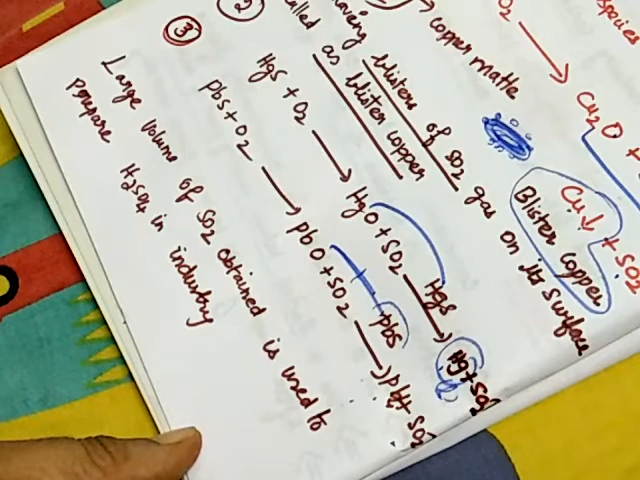 species
Cu2O +
Cu↓ + SO2
Blister copper
→ copper matte
having blisters of SO2 gas on its surface
called as blister copper
②
HgS + O2 → HgO + SO2 HgS → Hg + SO2
PbS + O2 → PbO + SO2 PbS → Pb + SO2
③
Large volume of SO2 obtained is used to
prepare H2SO4 in industry